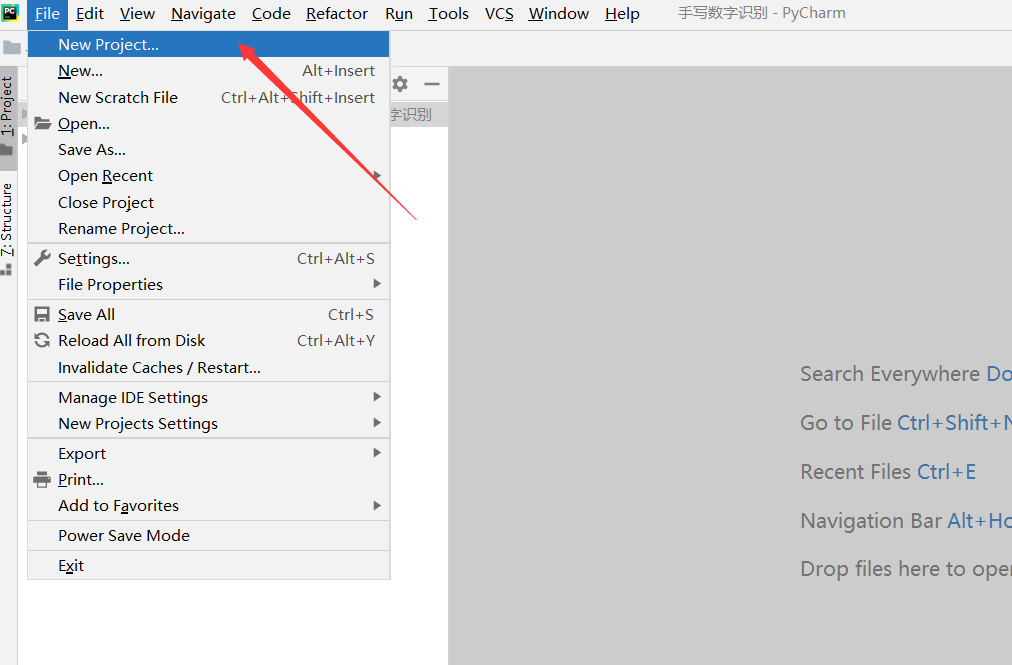 PC File Edit View Navigate Code Refactor Run Tools VCS Window Help 手写数字识别 - PyCharm
New Project...
New... Alt+Insert
New Scratch File Ctrl+Alt+Shift+Insert
Open...
字识别
Save As...
Open Recent
Close Project
Rename Project...
Settings... Ctrl+Alt+S
File Properties
Save All Ctrl+S
Reload All from Disk Ctrl+Alt+Y
Invalidate Caches / Restart...
Manage IDE Settings
New Projects Settings
Export
Print...
Add to Favorites
Power Save Mode
Exit
1: Project
7: Structure
Search Everywhere Do
Go to File Ctrl+Shift+N
Recent Files Ctrl+E
Navigation Bar Alt+Ho
Drop files here to open